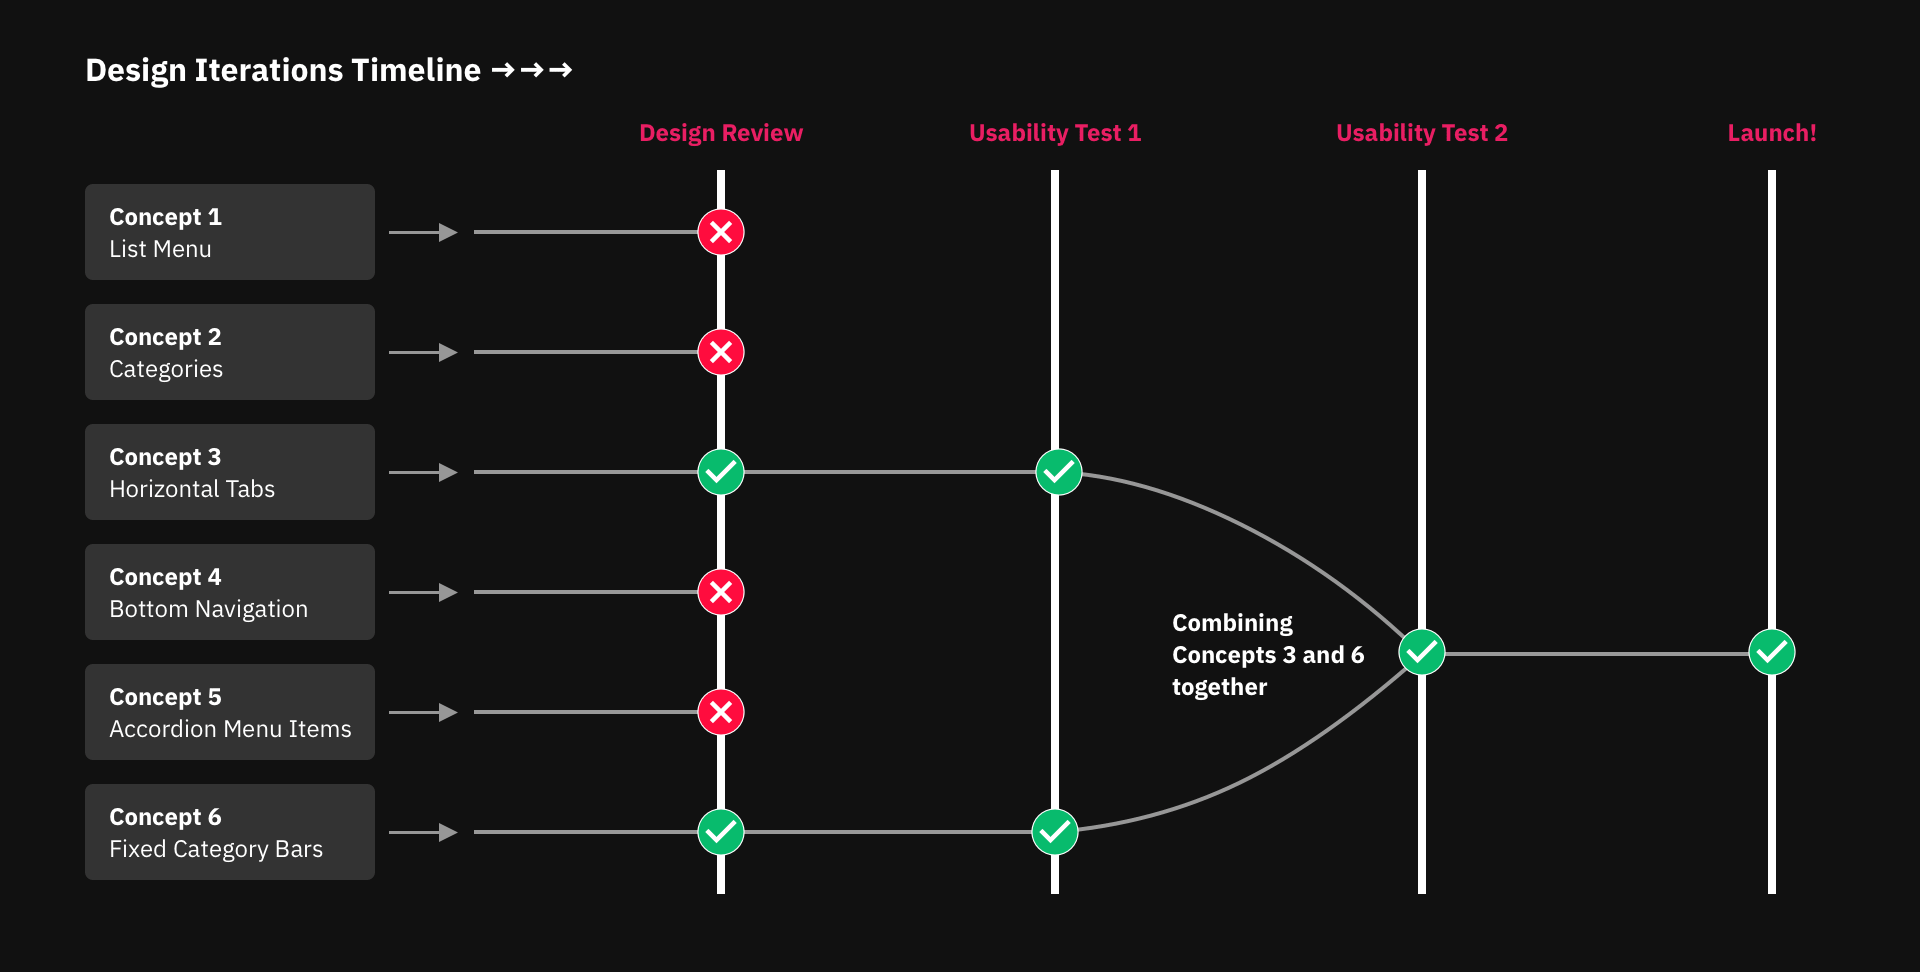 Design Iterations Timeline →→→
Design Review
Usability Test 1
Usability Test 2
Launch!
Concept 1
List Menu
Concept 2
Categories
Concept 3
Horizontal Tabs
Concept 4
Bottom Navigation
Combining
Concepts 3 and 6
together
Concept 5
Accordion Menu Items
Concept 6
Fixed Category Bars